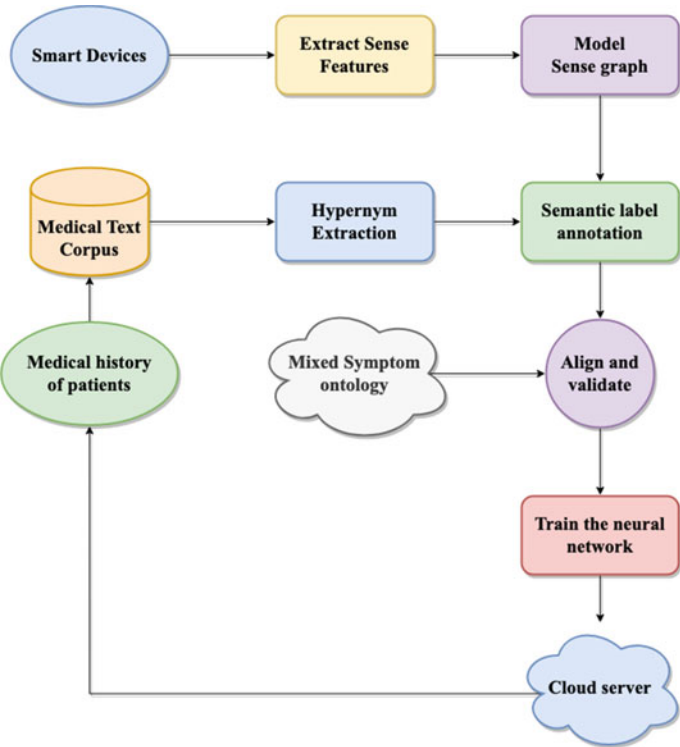 Smart Devices
Extract Sense
Features
Model
Sense graph
Medical Text
Corpus
Hypernym
Extraction
Semantic label
annotation
Medical history
of patients
Mixed Symptom
ontology
Align and
validate
Train the neural
network
Cloud server